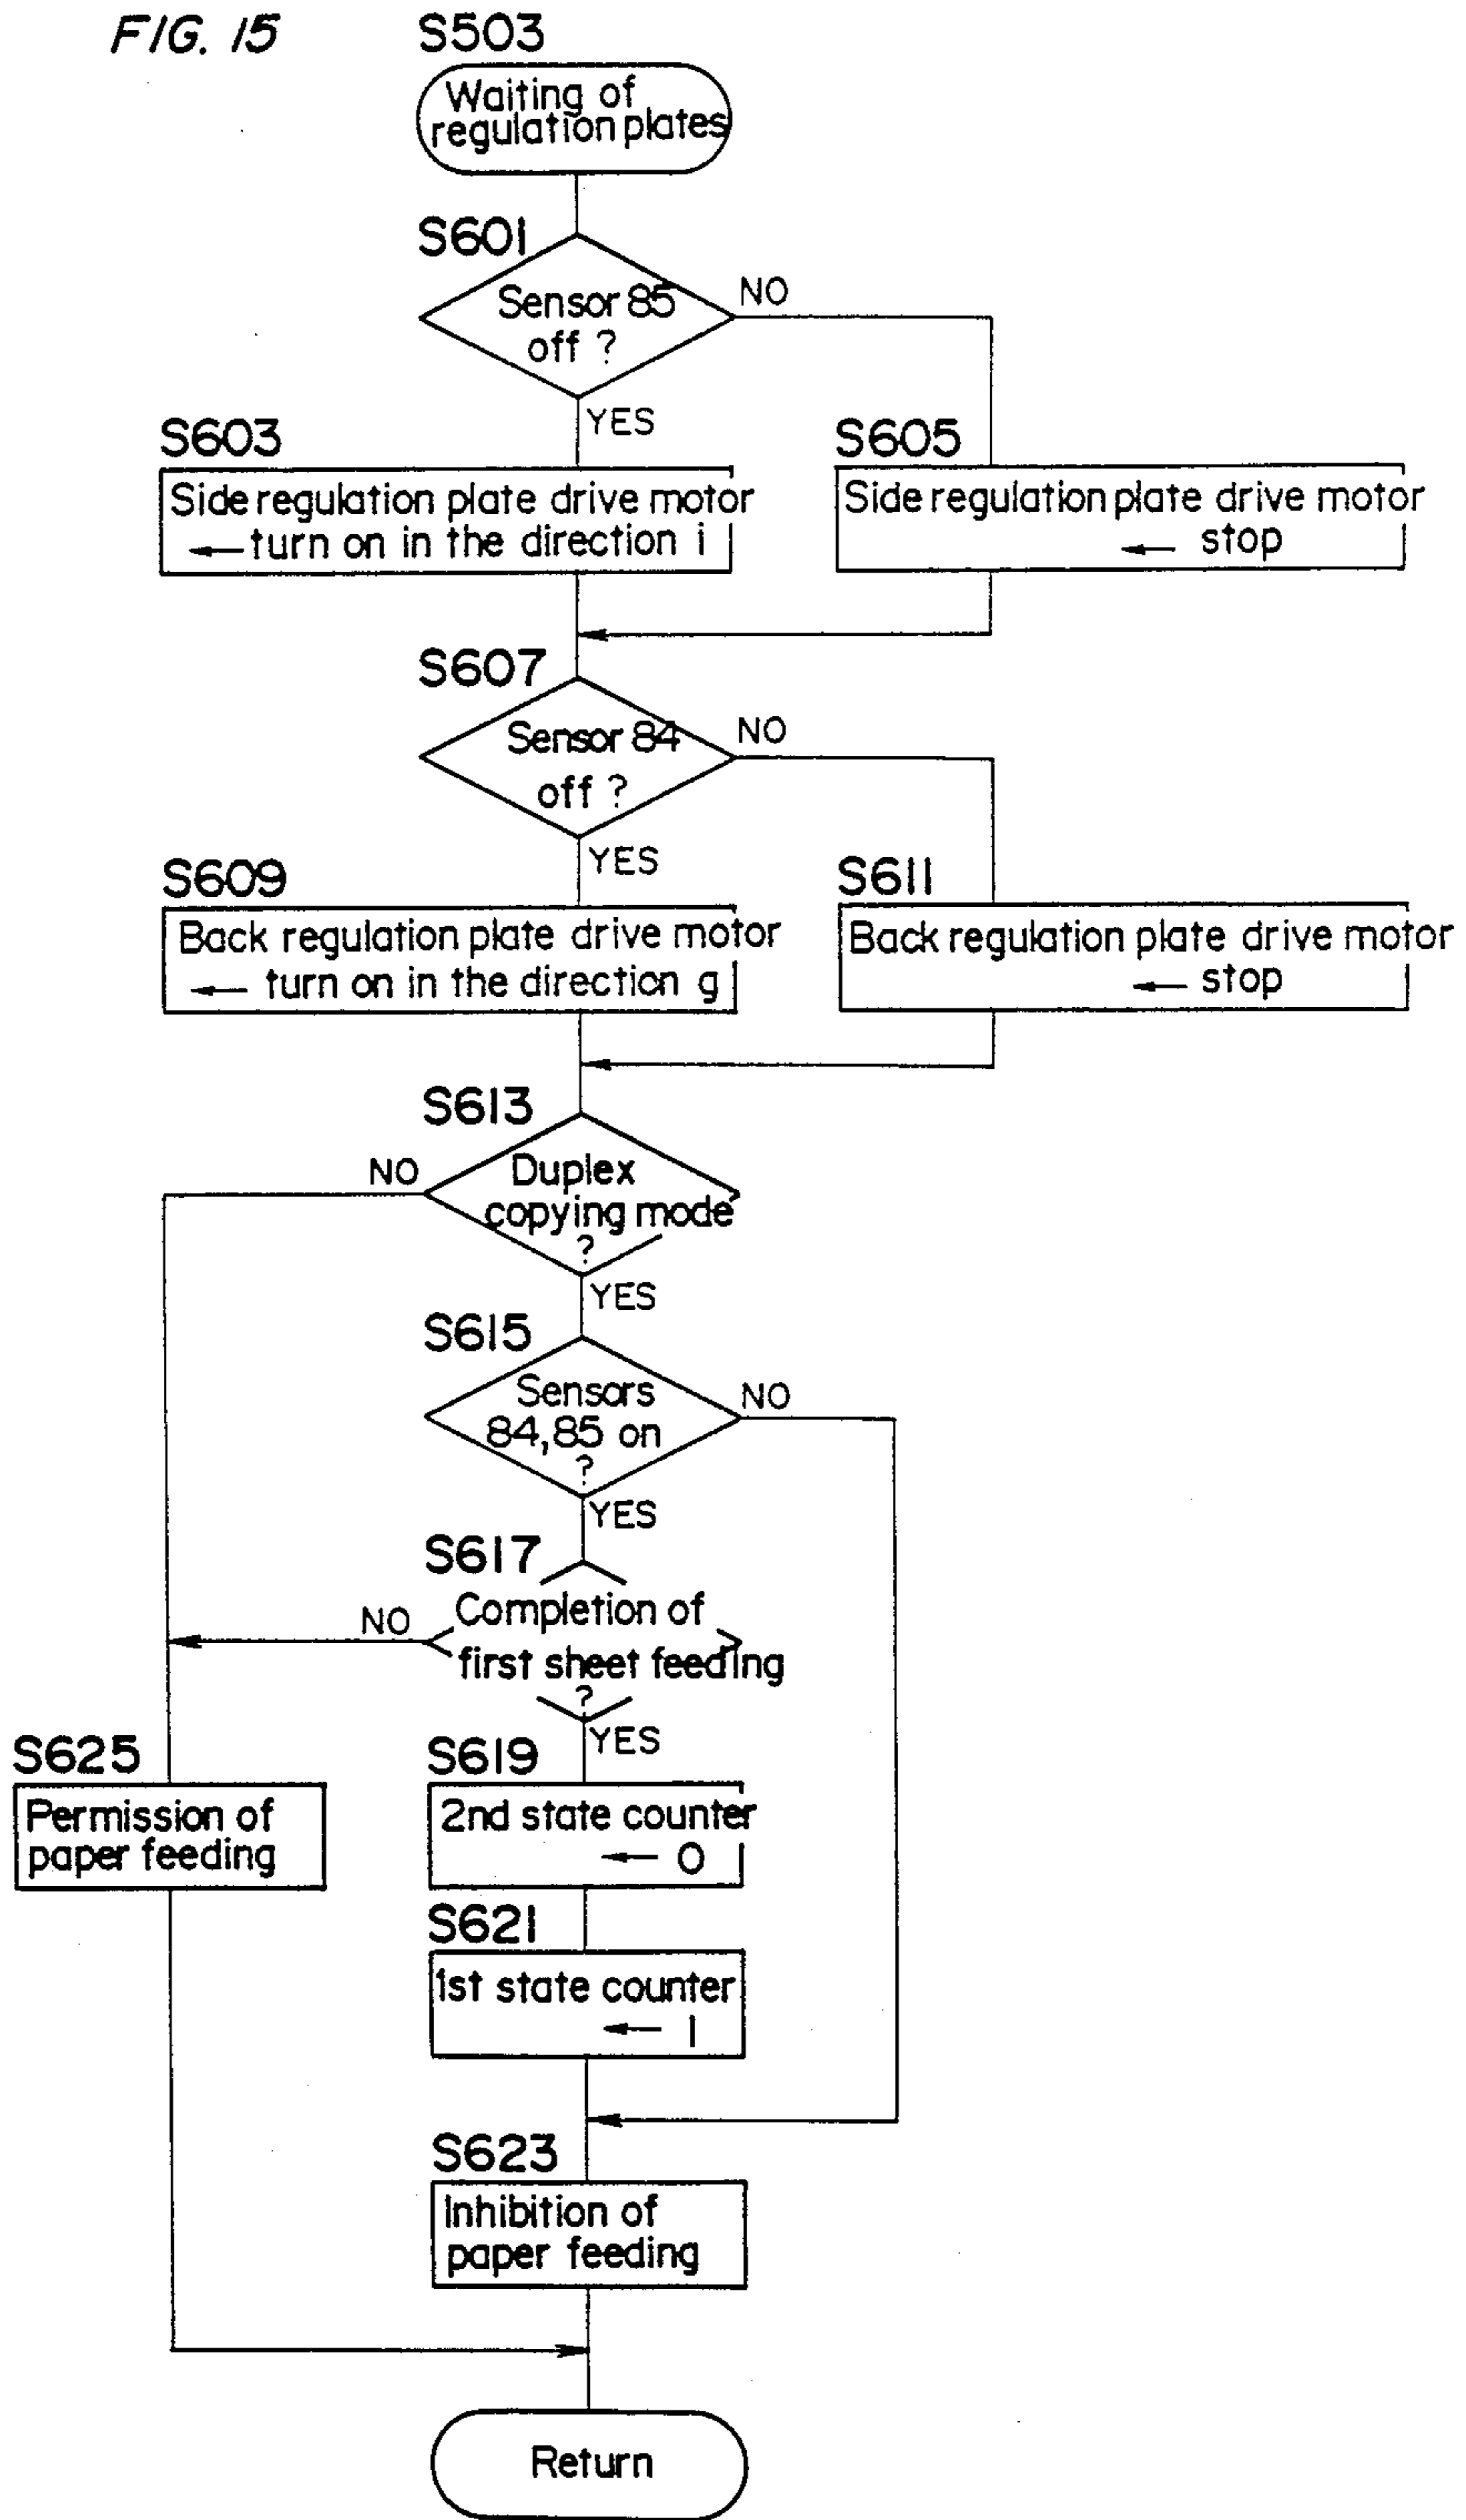 FIG. 15
S503
Waiting of
regulation plates
S601
Sensor 85
off ?
NO
YES
S603
Side regulation plate drive motor
← turn on in the direction i
S605
Side regulation plate drive motor
← stop
S607
Sensor 84
off ?
NO
YES
S609
Back regulation plate drive motor
← turn on in the direction g
S611
Back regulation plate drive motor
← stop
S613
NO
Duplex
copying mode
?
YES
S615
Sensors
84,85 on
?
NO
YES
S617
NO
Completion of
first sheet feeding
?
YES
S625
Permission of
paper feeding
S619
2nd state counter
← 0
S621
1st state counter
← 1
S623
Inhibition of
paper feeding
Return